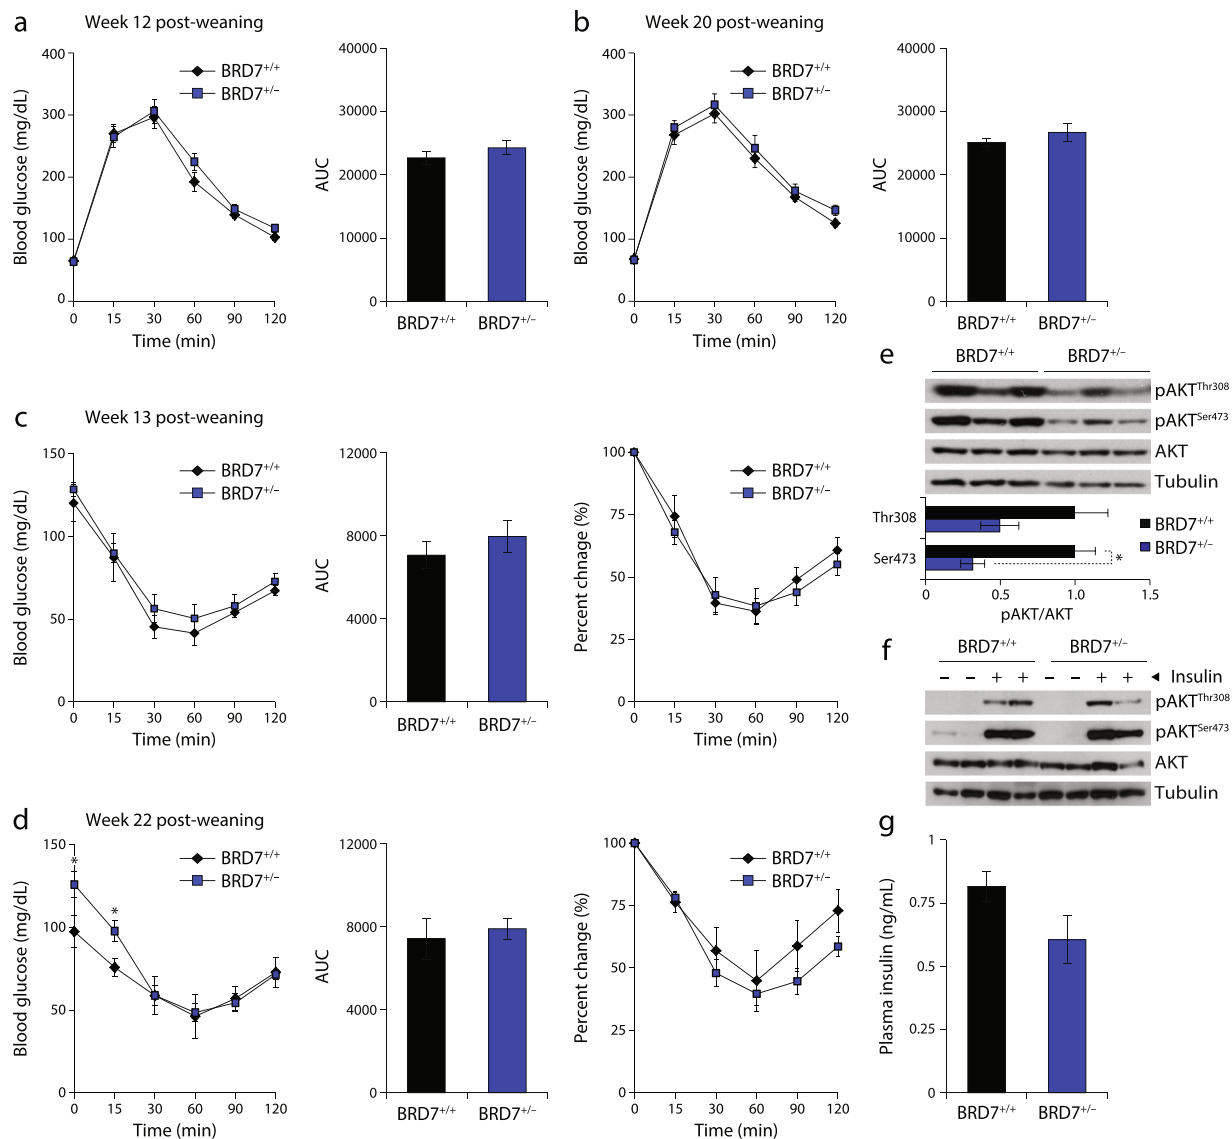 a
Week 12 post-weaning
400
300
200
100
0
Blood glucose (mg/dL)
0 15 30 60 90 120
Time (min)
BRD7+/+
BRD7+/–
40000
30000
20000
10000
0
AUC
BRD7+/+ BRD7+/–
b
Week 20 post-weaning
400
300
200
100
0
Blood glucose (mg/dL)
0 15 30 60 90 120
Time (min)
BRD7+/+
BRD7+/–
40000
30000
20000
10000
0
AUC
BRD7+/+ BRD7+/–
c
Week 13 post-weaning
150
100
50
0
Blood glucose (mg/dL)
0 15 30 60 90 120
Time (min)
BRD7+/+
BRD7+/–
12000
8000
4000
0
AUC
BRD7+/+ BRD7+/–
100
75
50
25
0
Percent chnage (%)
0 15 30 60 90 120
Time (min)
BRD7+/+
BRD7+/–
d
Week 22 post-weaning
150
100
50
0
Blood glucose (mg/dL)
*
*
0 15 30 60 90 120
Time (min)
BRD7+/+
BRD7+/–
12000
8000
4000
0
AUC
BRD7+/+ BRD7+/–
100
75
50
25
0
Percent change (%)
0 15 30 60 90 120
Time (min)
BRD7+/+
BRD7+/–
e
BRD7+/+ BRD7+/–
pAKTThr308
pAKTSer473
AKT
Tubulin
Thr308
Ser473
*
BRD7+/+
BRD7+/–
0 0.5 1.0 1.5
pAKT/AKT
f
BRD7+/+ BRD7+/–
– – + + – – + + ◄ Insulin
pAKTThr308
pAKTSer473
AKT
Tubulin
g
1
0.75
0.5
0.25
0
Plasma insulin (ng/mL)
BRD7+/+ BRD7+/–